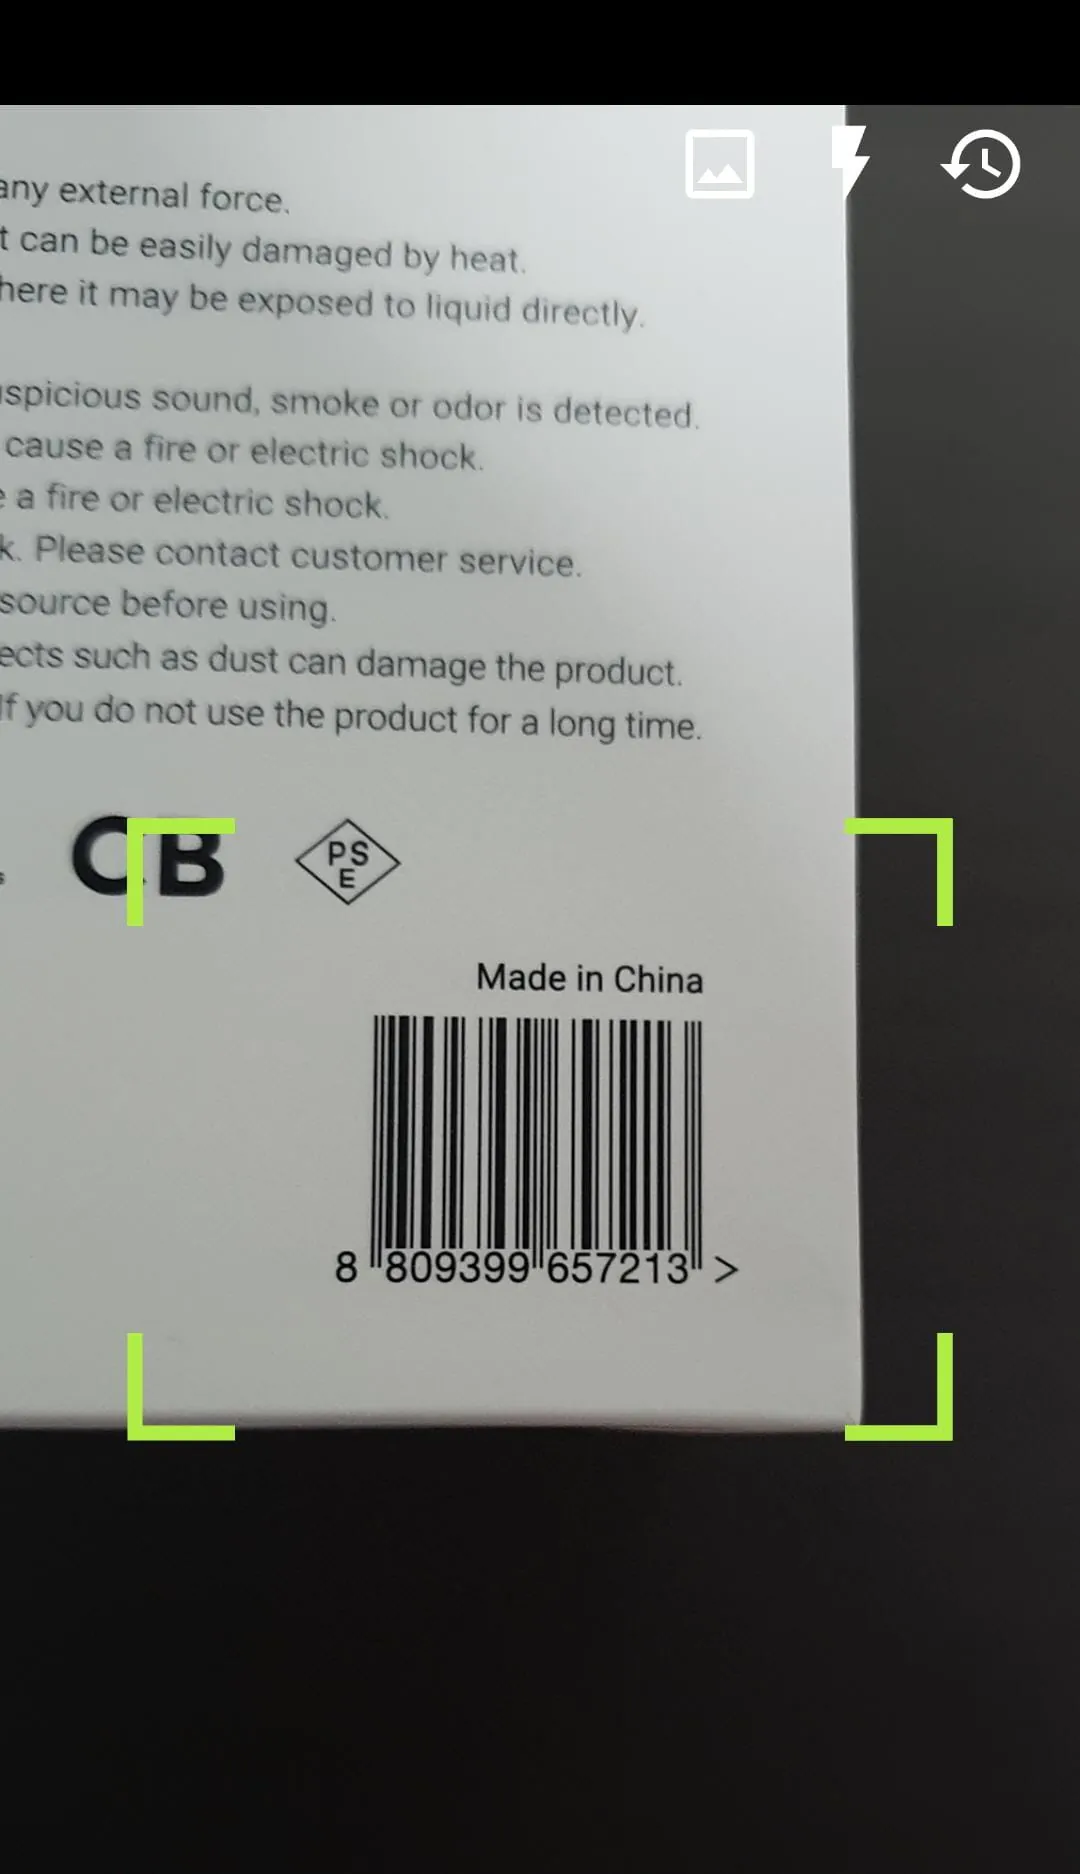 any external force.
t can be easily damaged by heat.
here it may be exposed to liquid directly.
uspicious sound, smoke or odor is detected.
cause a fire or electric shock.
e a fire or electric shock.
k. Please contact customer service.
source before using.
ects such as dust can damage the product.
If you do not use the product for a long time.
CB
PS
E
Made in China
8 809399 657213 >